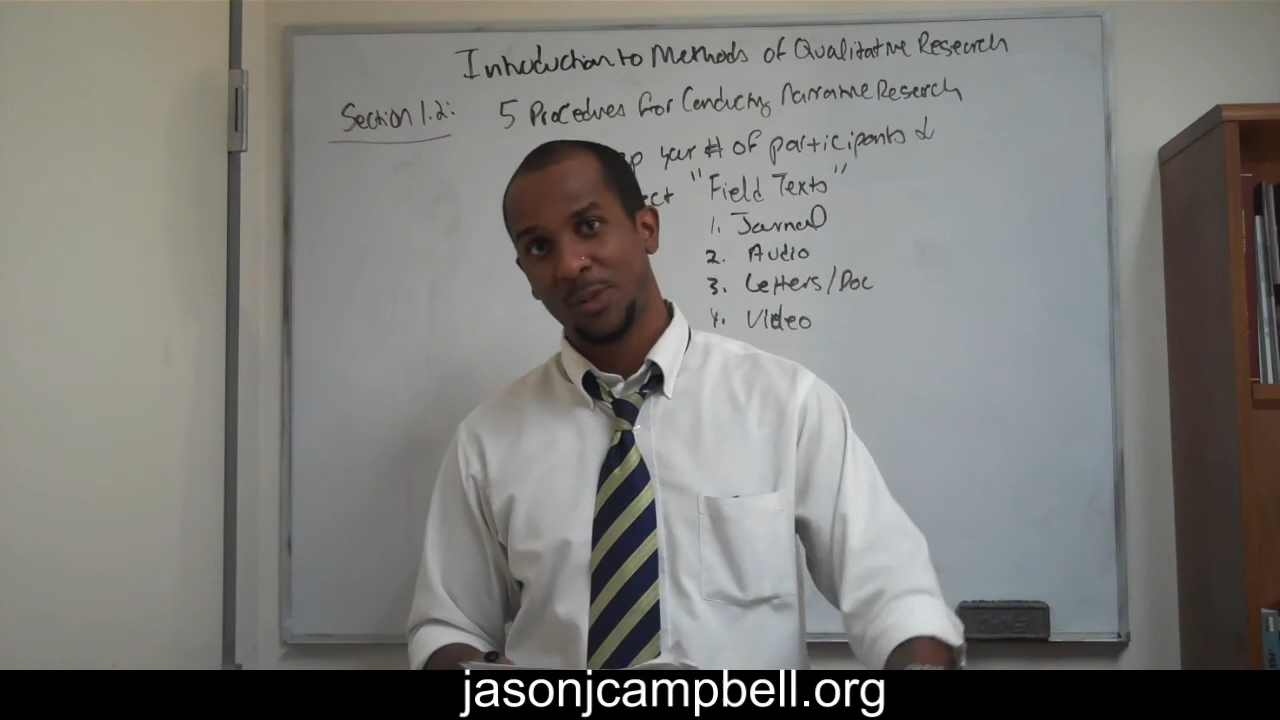 Introduction to Methods of Qualitative Research
Section 1.2: 5 Procedures for Conducting Narrative Research
your # of participants &
"Field Texts"
1. Journal
2. Audio
3. Letters/Doc
4. Video
jasonjcampbell.org